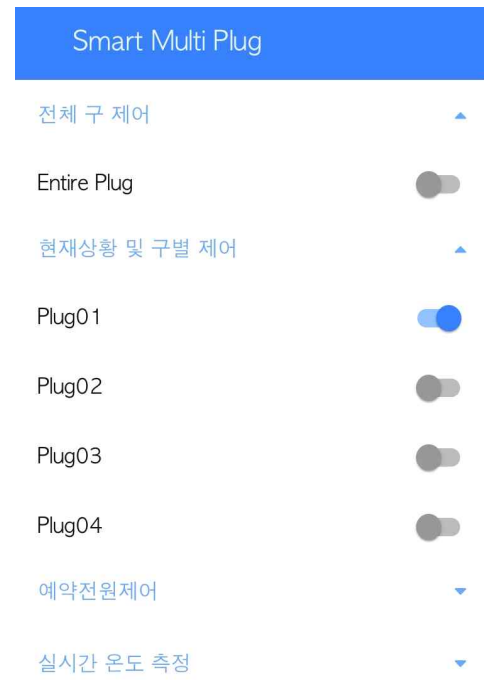 Smart Multi Plug
전체 구 제어
Entire Plug
현재상황 및 구별 제어
Plug01
Plug02
Plug03
Plug04
예약전원제어
실시간 온도 측정